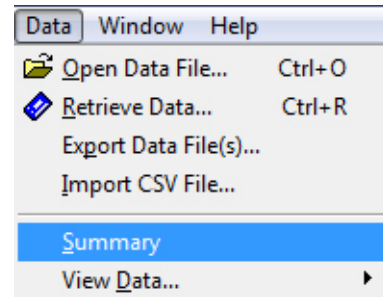 Data Window Help
Open Data File... Ctrl+O
Retrieve Data... Ctrl+R
Export Data File(s)...
Import CSV File...
Summary
View Data...